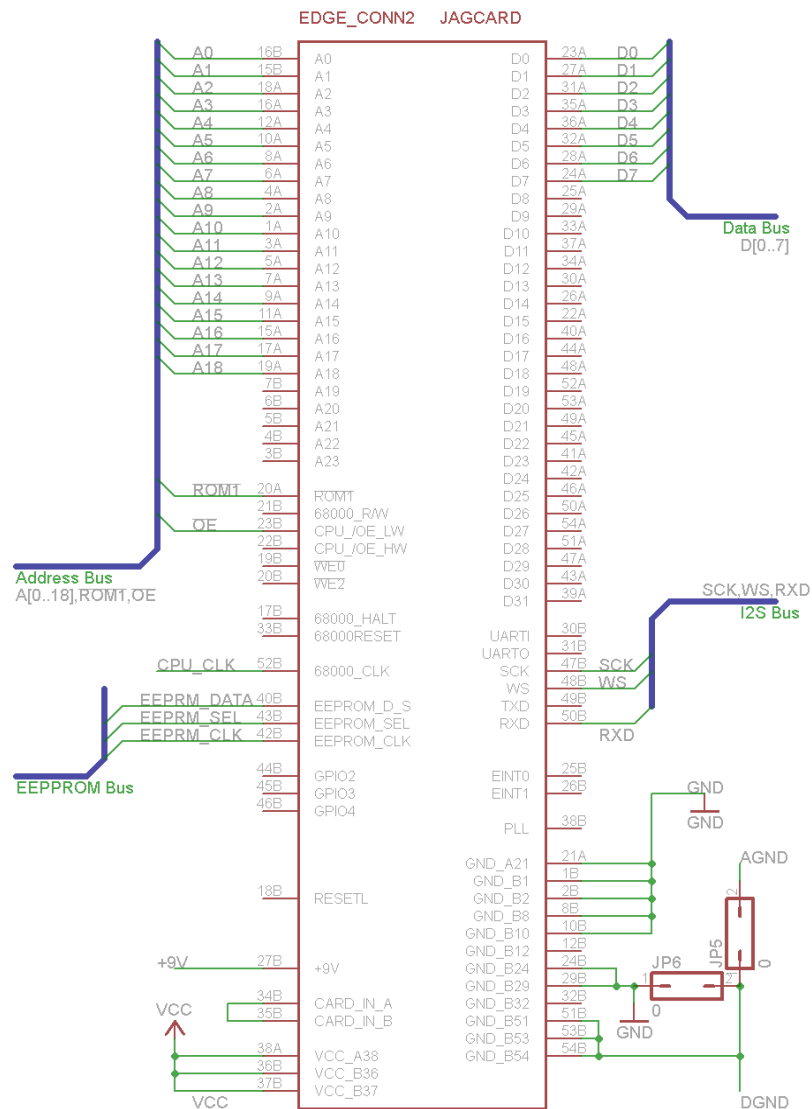 EDGE_CONN2 JAGCARD
A0 16B A0 D0 23A D0
A1 15B A1 D1 27A D1
A2 18A A2 D2 31A D2
A3 16A A3 D3 35A D3
A4 12A A4 D4 36A D4
A5 10A A5 D5 32A D5
A6 8A A6 D6 28A D6
A7 6A A7 D7 24A D7
A8 4A A8 D8 25A
A9 2A A9 D9 29A
A10 1A A10 D10 33A
Data Bus
A11 3A A11 D11 37A
D[0..7]
A12 5A A12 D12 34A
A13 7A A13 D13 30A
A14 9A A14 D14 26A
A15 11A A15 D15 22A
A16 15A A16 D16 40A
A17 17A A17 D17 44A
A18 19A A18 D18 48A
7B A19 D19 52A
6B A20 D20 53A
5B A21 D21 49A
4B A22 D22 45A
3B A23 D23 41A
D24 42A
ROM1 20A ROM1 D25 46A
21B 68000_R/W D26 50A
OE 23B CPU_/OE_LW D27 54A
22B CPU_/OE_HW D28 51A
19B WE0 D29 47A
Address Bus
20B WE2 D30 43A
A[0..18],ROM1,OE
D31 39A
SCK,WS,RXD
I2S Bus
17B 68000_HALT
33B 68000RESET UARTI 30B
UARTO 31B
CPU_CLK 52B 68000_CLK SCK 47B SCK
WS 48B WS
EEPRM_DATA 40B EEPROM_D_S TXD 49B
EEPRM_SEL 43B EEPROM_SEL RXD 50B
RXD
EEPRM_CLK 42B EEPROM_CLK
44B GPIO2 EINT0 25B
EEPPROM Bus
45B GPIO3 EINT1 26B
GND
46B GPIO4
GND
PLL 38B
GND_A21 21A
AGND
GND_B1 1B
18B RESETL GND_B2 2B
2
GND_B8 8B
GND_B10 10B
GND_B12 12B
JP5
+9V 27B +9V GND_B24 24B
JP6
0
GND_B29 29B
1
2
34B CARD_IN_A GND_B32 32B
0
VCC
35B CARD_IN_B GND_B51 51B
GND_B53 53B
GND
38A VCC_A38 GND_B54 54B
36B VCC_B36
37B VCC_B37
VCC
DGND